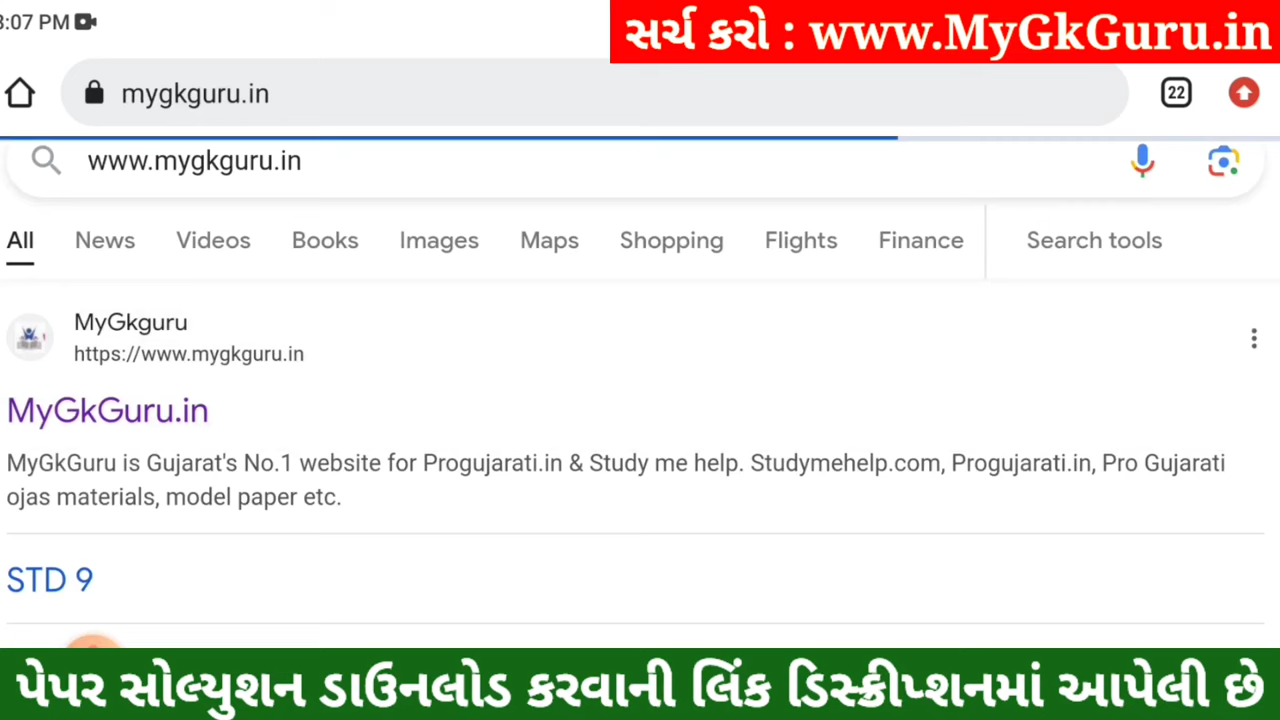 3:07 PM
સર્ચ કરો : www.MyGkGuru.in
mygkguru.in
22
www.mygkguru.in
All News Videos Books Images Maps Shopping Flights Finance Search tools
MyGkguru
https://www.mygkguru.in
MyGkGuru.in
MyGkGuru is Gujarat's No.1 website for Progujarati.in & Study me help. Studymehelp.com, Progujarati.in, Pro Gujarati
ojas materials, model paper etc.
STD 9
પેપર સોલ્યુશન ડાઉનલોડ કરવાની લિંક ડિસ્ક્રીપ્શનમાં આપેલી છે